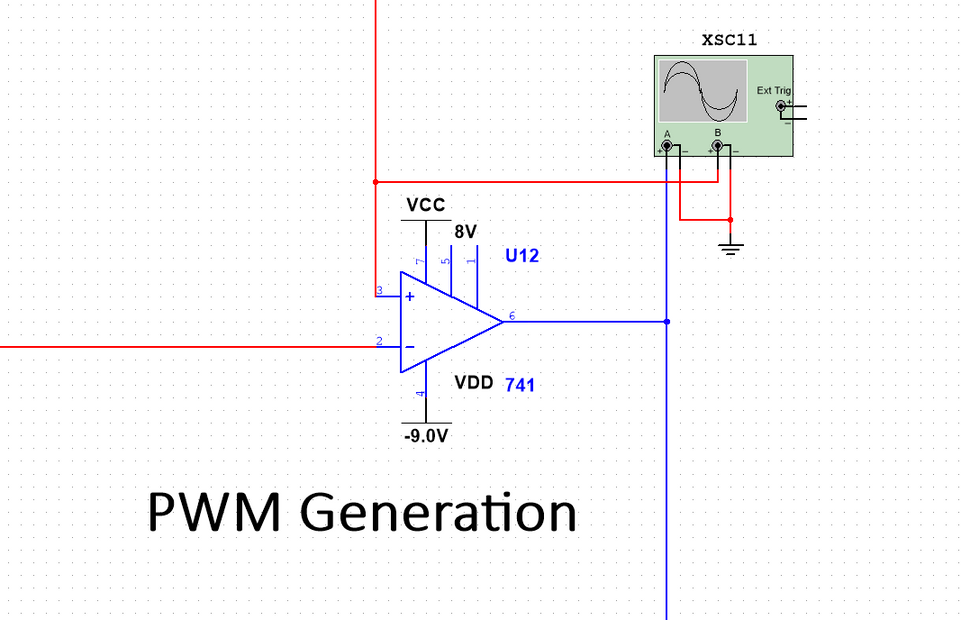 XSC11
Ext Trig
+
−
A
B
+ − + −
VCC
8V
7
5
1
U12
3
+
6
2
−
4
VDD 741
-9.0V
PWM Generation